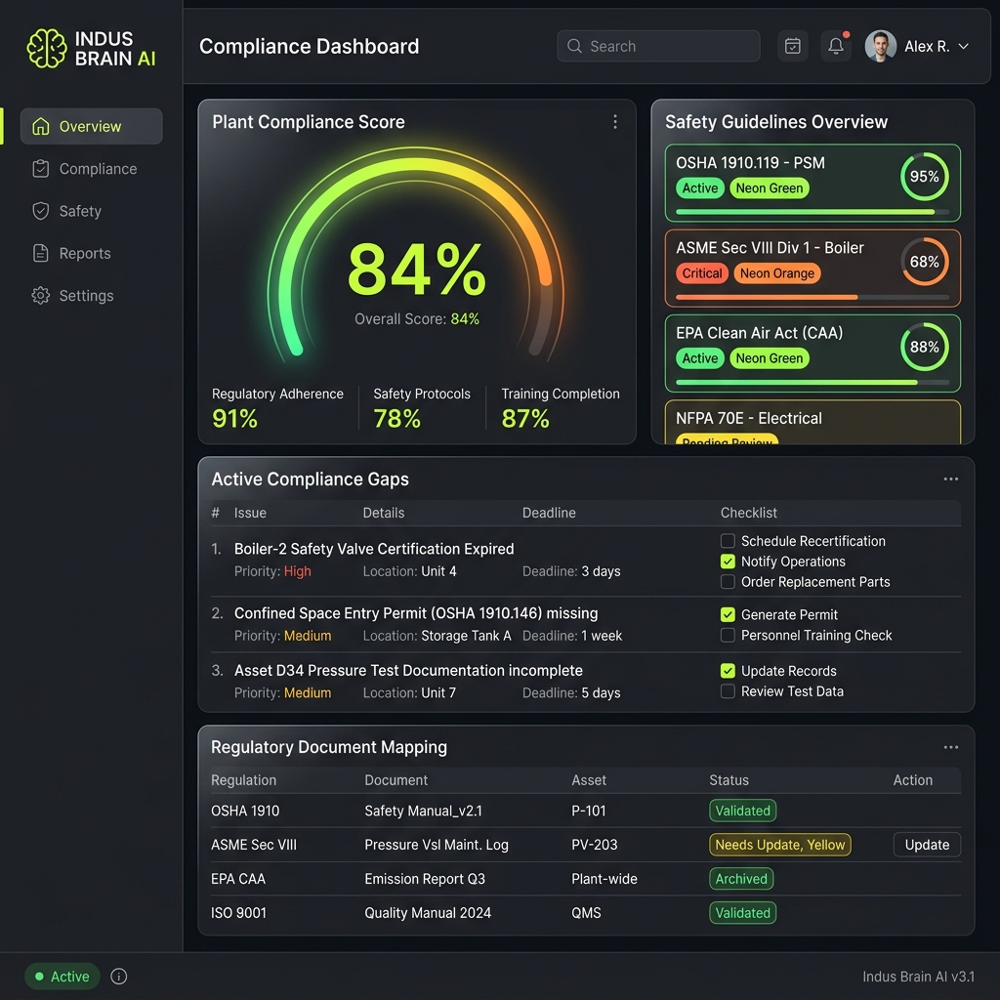 INDUS
BRAIN AI
Compliance Dashboard
Search
Alex R.
Overview
Compliance
Safety
Reports
Settings
Plant Compliance Score
84%
Overall Score: 84%
Regulatory Adherence Safety Protocols Training Completion
91% 78% 87%
Safety Guidelines Overview
OSHA 1910.119 - PSM
Active Neon Green
95%
ASME Sec VIII Div 1 - Boiler
Critical Neon Orange
68%
EPA Clean Air Act (CAA)
Active Neon Green
88%
NFPA 70E - Electrical
Pending Review
Active Compliance Gaps
# Issue Details Deadline Checklist
1. Boiler-2 Safety Valve Certification Expired
Priority: High Location: Unit 4 Deadline: 3 days
Schedule Recertification
Notify Operations
Order Replacement Parts
2. Confined Space Entry Permit (OSHA 1910.146) missing
Priority: Medium Location: Storage Tank A Deadline: 1 week
Generate Permit
Personnel Training Check
3. Asset D34 Pressure Test Documentation incomplete
Priority: Medium Location: Unit 7 Deadline: 5 days
Update Records
Review Test Data
Regulatory Document Mapping
Regulation Document Asset Status Action
OSHA 1910 Safety Manual_v2.1 P-101 Validated
ASME Sec VIII Pressure Vsl Maint. Log PV-203 Needs Update, Yellow Update
EPA CAA Emission Report Q3 Plant-wide Archived
ISO 9001 Quality Manual 2024 QMS Validated
Active
Indus Brain AI v3.1